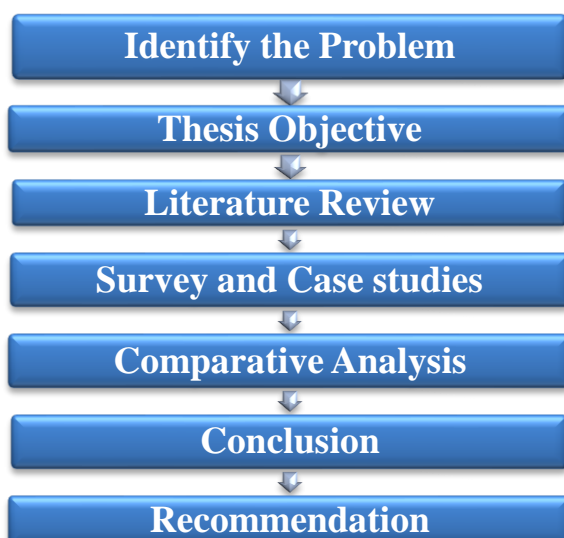 Identify the Problem
Thesis Objective
Literature Review
Survey and Case studies
Comparative Analysis
Conclusion
Recommendation